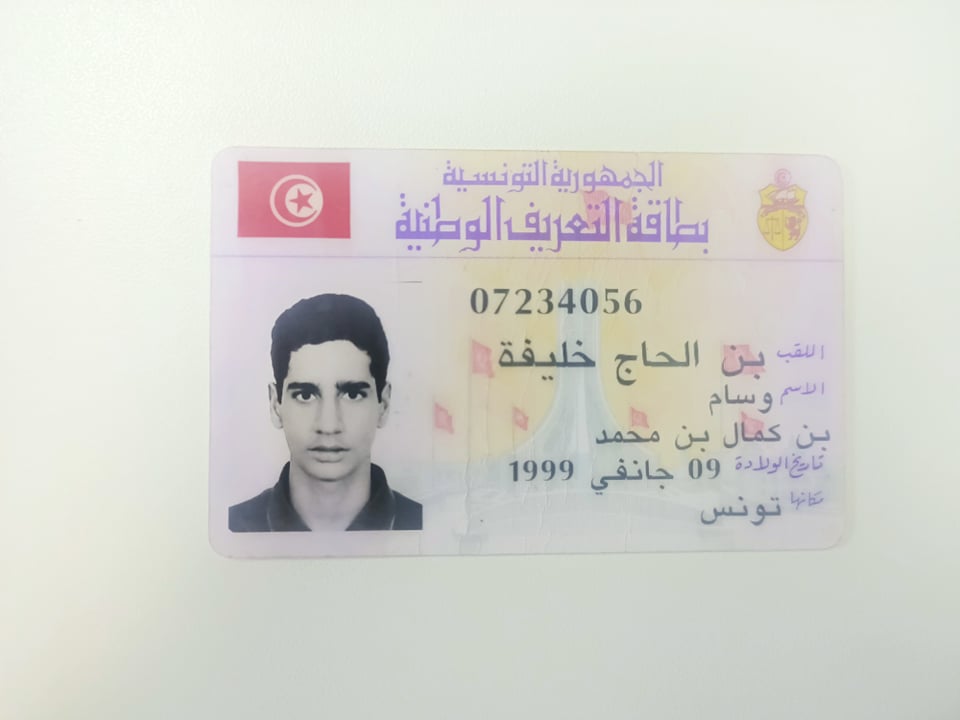 الجمهورية التونسية
بطاقة التعريف الوطنية
07234056
اللقب بن الحاج خليفة
الاسم وسام
بن كمال بن محمد
تاريخ الولادة 09 جانفي 1999
مكانها تونس